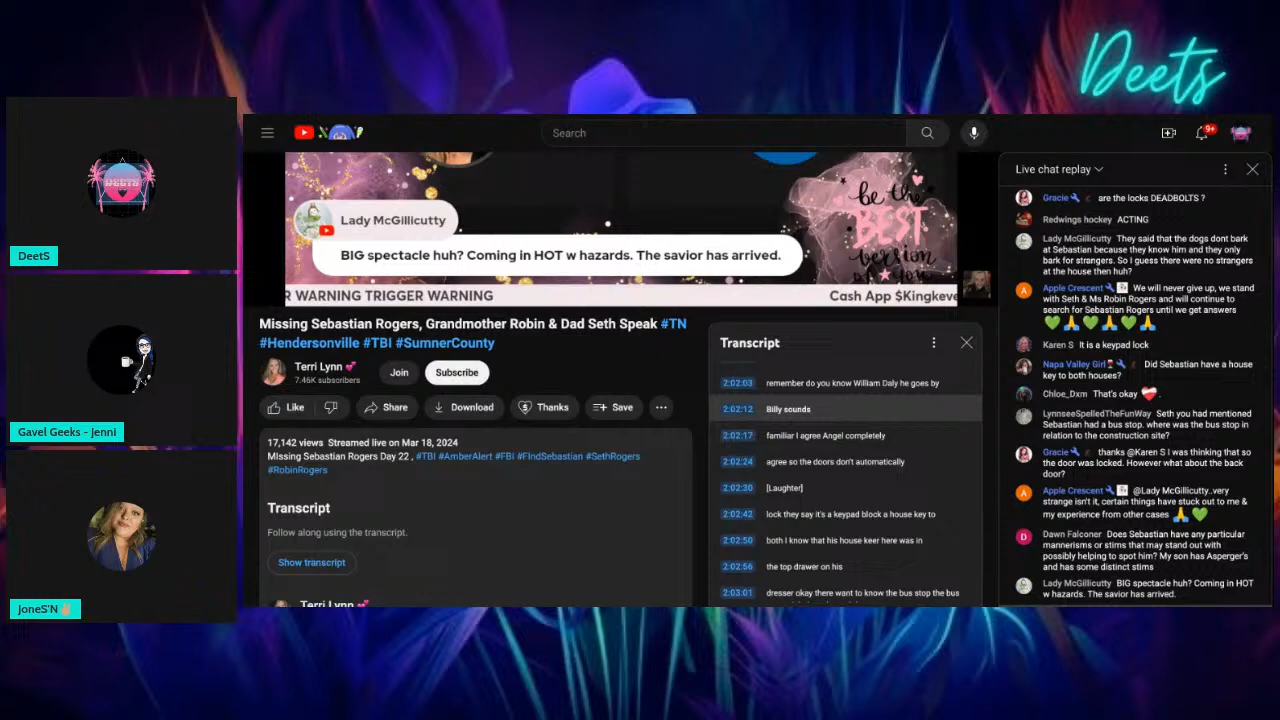 Deets
DEETS
DeetS
Gavel Geeks - Jenni
JoneS'N
Search
9+
Lady McGillicutty
BIG spectacle huh? Coming in HOT w hazards. The savior has arrived.
be the
BEST
version
of you
R WARNING TRIGGER WARNING
Cash App $Kingkeve
Missing Sebastian Rogers, Grandmother Robin & Dad Seth Speak #TN
#Hendersonville #TBI #SumnerCounty
Terri Lynn
7.46K subscribers
Join
Subscribe
Like
Share
Download
Thanks
Save
17,142 views Streamed live on Mar 18, 2024
Missing Sebastian Rogers Day 22 , #TBI #AmberAlert #FBI #FIndSebastian #SethRogers
#RobinRogers
Transcript
Follow along using the transcript.
Show transcript
Terri Lynn
Transcript
2:02:03 remember do you know William Daly he goes by
2:02:12 Billy sounds
2:02:17 familiar I agree Angel completely
2:02:24 agree so the doors don't automatically
2:02:30 [Laughter]
2:02:42 lock they say it's a keypad block a house key to
2:02:50 both I know that his house keer here was in
2:02:56 the top drawer on his
2:03:01 dresser okay there want to know the bus stop the bus
Live chat replay
Gracie are the locks DEADBOLTS ?
Redwings hockey ACTING
Lady McGillicutty They said that the dogs dont bark
at Sebastian because they know him and they only
bark for strangers. So I guess there were no strangers
at the house then huh?
Apple Crescent We will never give up, we stand
with Seth & Ms Robin Rogers and will continue to
search for Sebastian Rogers until we get answers
💚🙏💚🙏💚🙏
Karen S It is a keypad lock
Napa Valley Girl Did Sebastian have a house
key to both houses?
Chloe_Dxm That's okay ❤️‍🩹.
LynnseeSpelledTheFunWay Seth you had mentioned
Sebastian had a bus stop. where was the bus stop in
relation to the construction site?
Gracie thanks @Karen S I was thinking that so
the door was locked. However what about the back
door?
Apple Crescent @Lady McGillicutty..very
strange isn't it, certain things have stuck out to me &
my experience from other cases 🙏💚
Dawn Falconer Does Sebastian have any particular
mannerisms or stims that may stand out with
possibly helping to spot him? My son has Asperger's
and has some distinct stims
Lady McGillicutty BIG spectacle huh? Coming in HOT
w hazards. The savior has arrived.